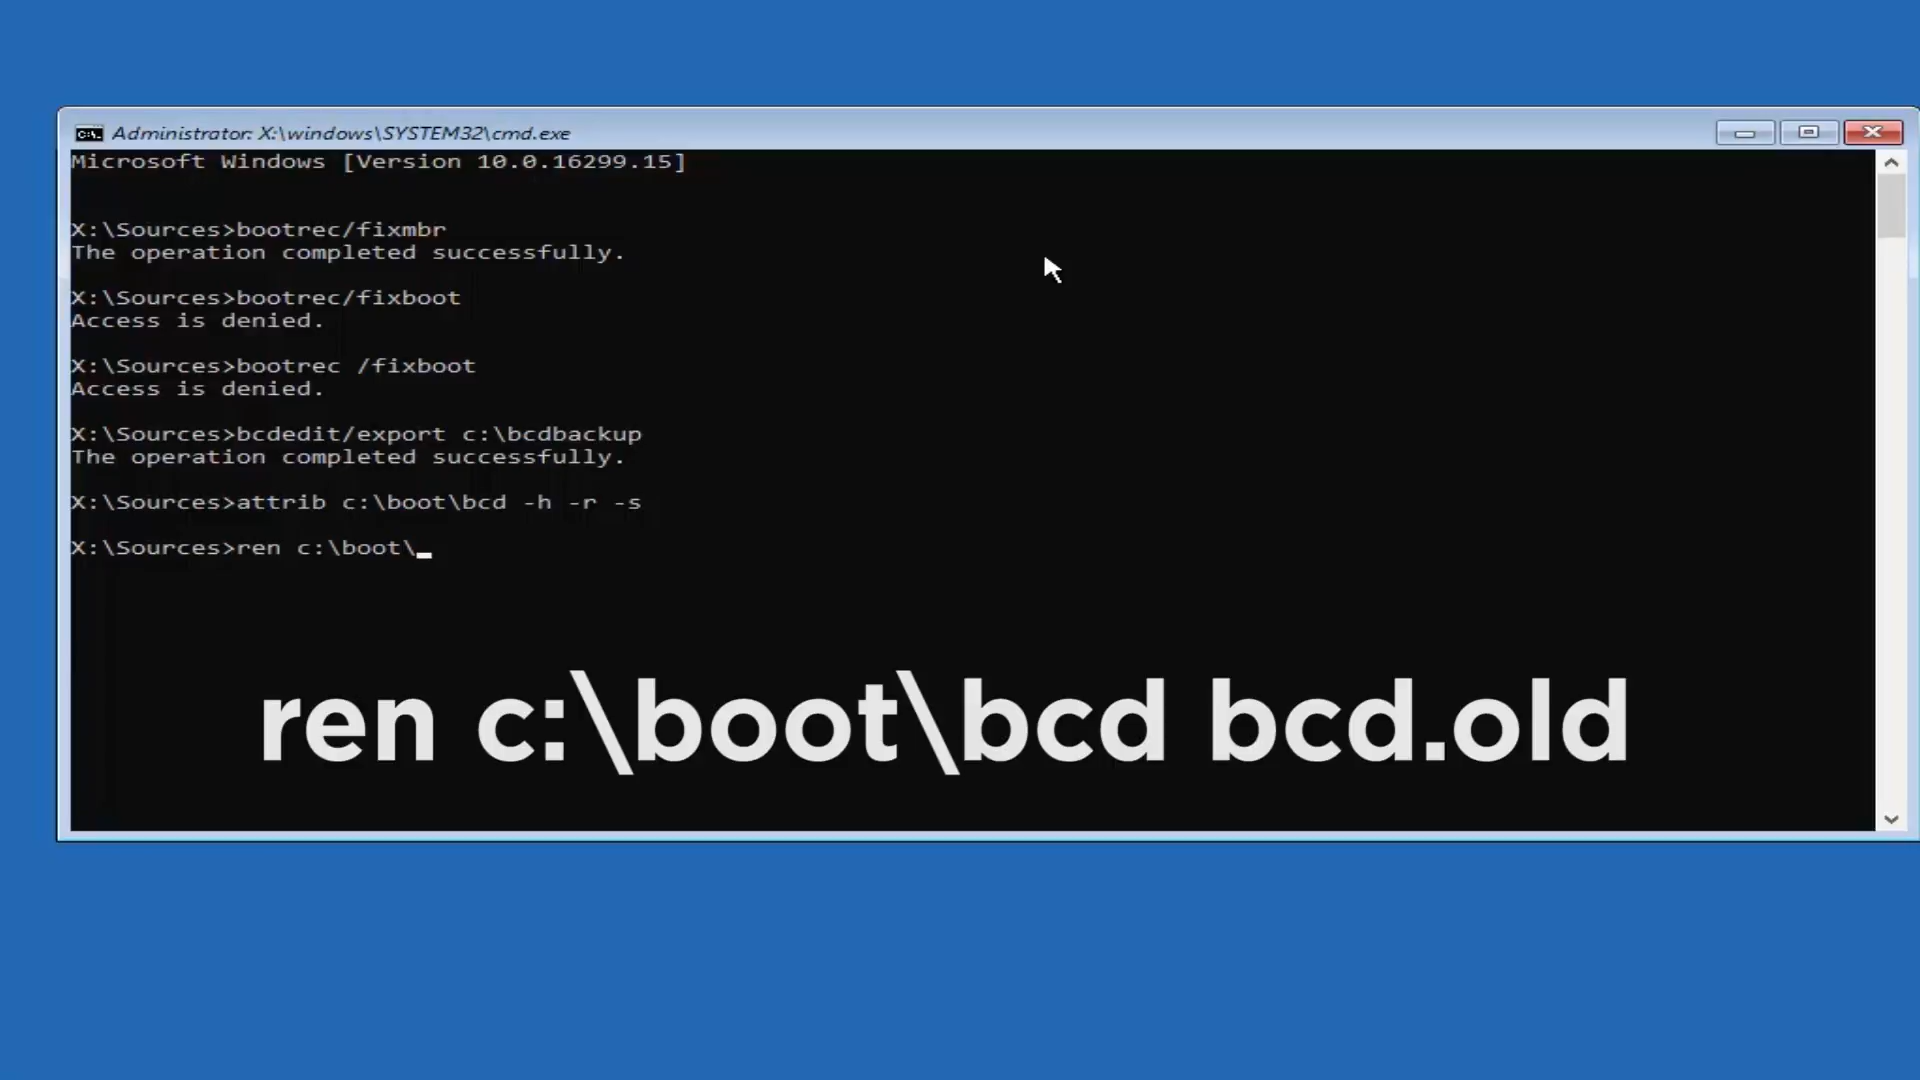 Administrator: X:\windows\SYSTEM32\cmd.exe
Microsoft Windows [Version 10.0.16299.15]
X:\Sources>bootrec/fixmbr
The operation completed successfully.
X:\Sources>bootrec/fixboot
Access is denied.
X:\Sources>bootrec /fixboot
Access is denied.
X:\Sources>bcdedit/export c:\bcdbackup
The operation completed successfully.
X:\Sources>attrib c:\boot\bcd -h -r -s
X:\Sources>ren c:\boot\
ren c:\boot\bcd bcd.old